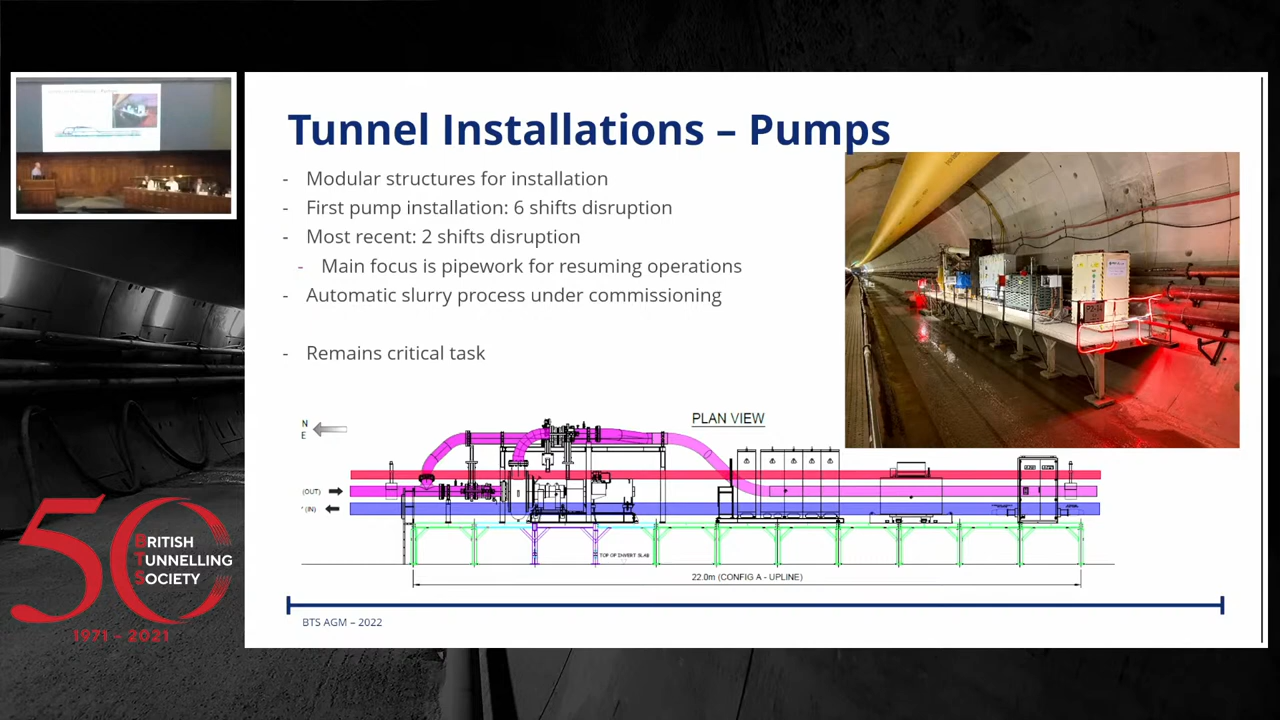 Tunnel Installations – Pumps
- Modular structures for installation
- First pump installation: 6 shifts disruption
- Most recent: 2 shifts disruption
- Main focus is pipework for resuming operations
- Automatic slurry process under commissioning
- Remains critical task
PLAN VIEW
N
E
(OUT)
(IN)
TOP OF INVERT SLAB
22.0m (CONFIG A - UPLINE)
BTS AGM – 2022
50
BRITISH
TUNNELLING
SOCIETY
1971 - 2021